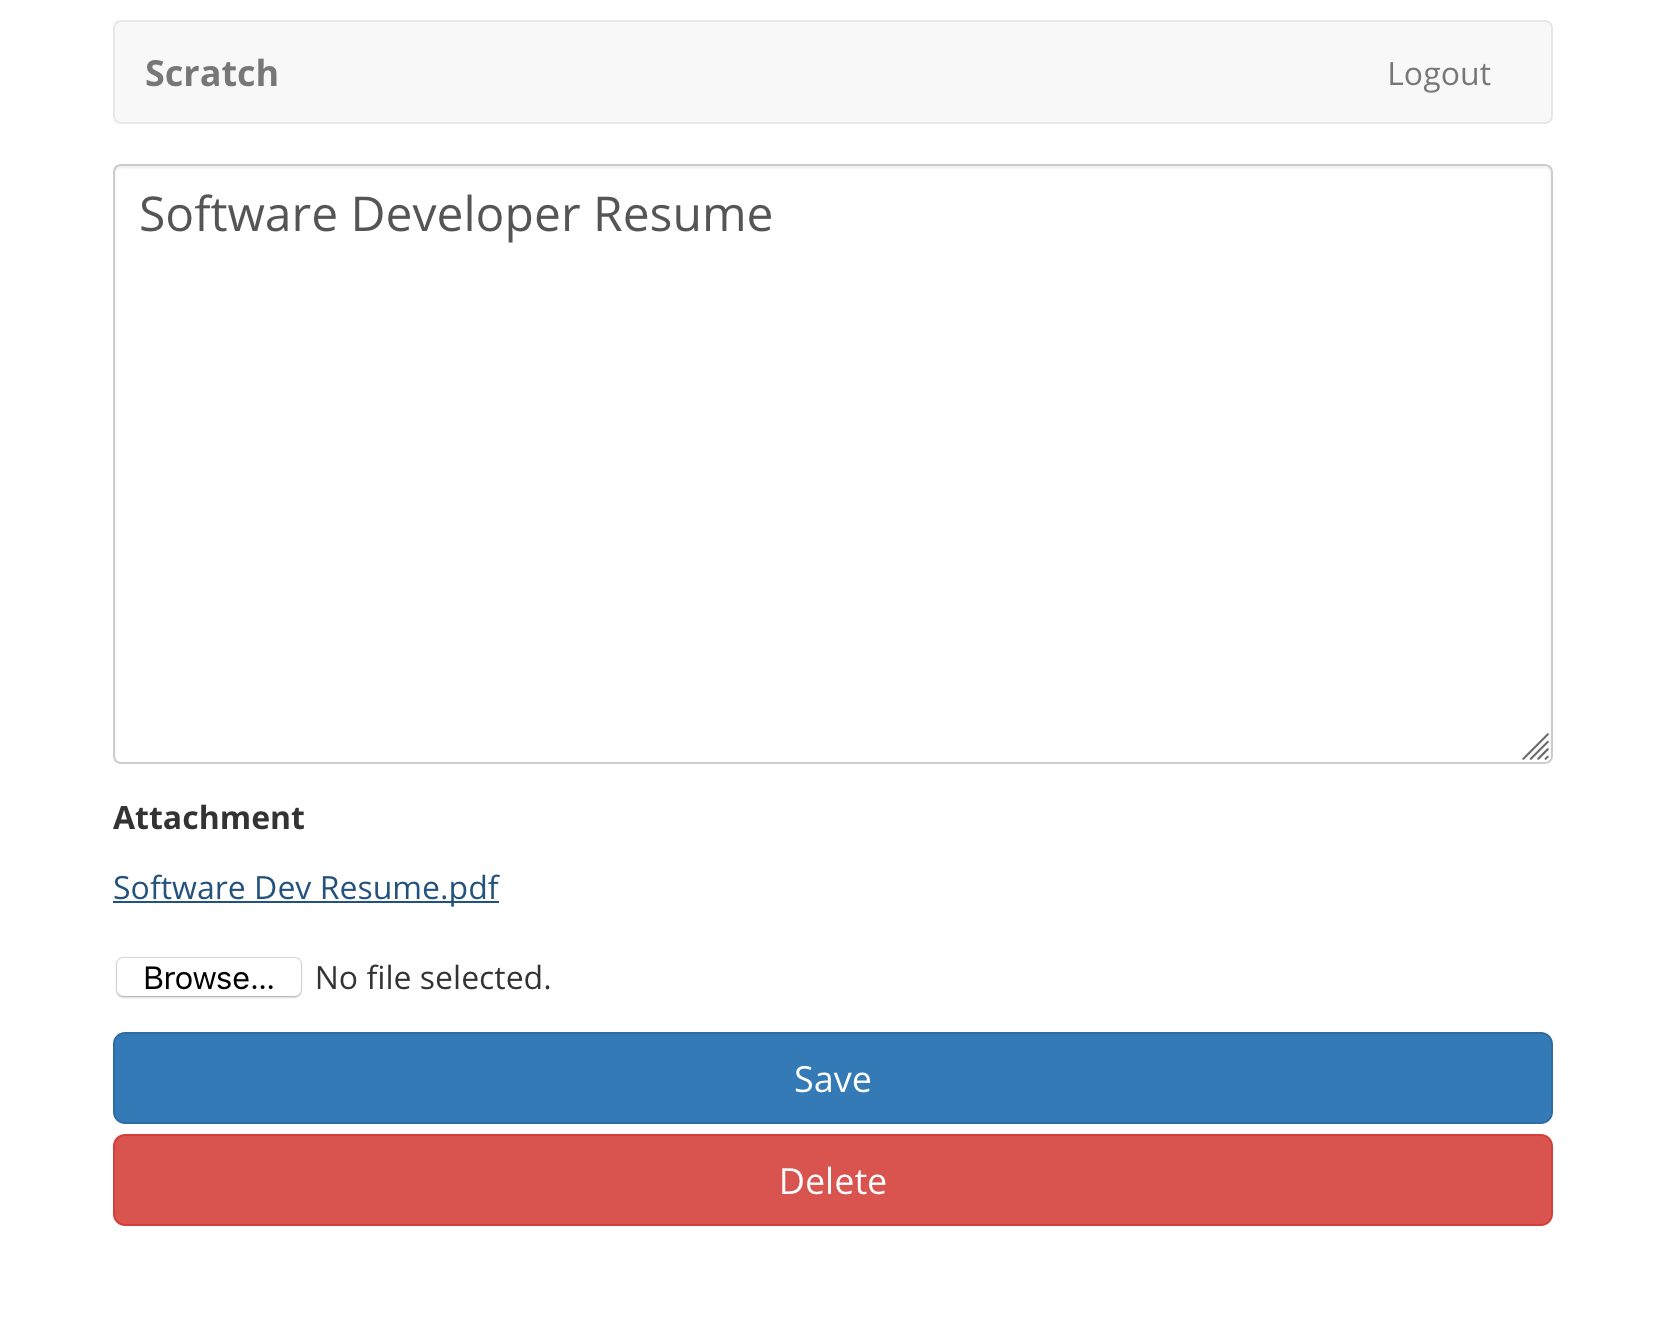 Scratch
Logout
Software Developer Resume
Attachment
Software Dev Resume.pdf
Browse... No file selected.
Save
Delete